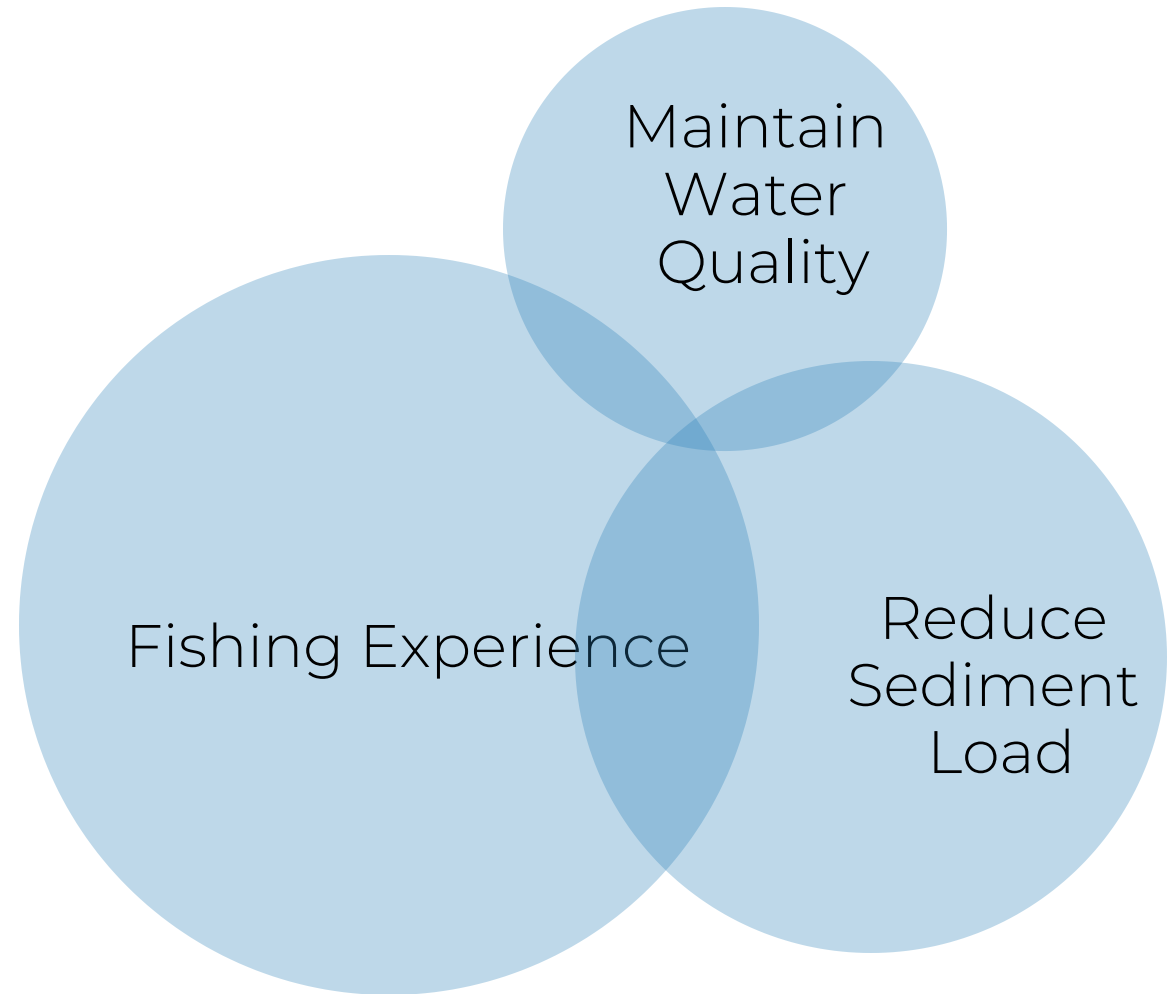 Maintain
Water
Quality
Fishing Experience
Reduce
Sediment
Load